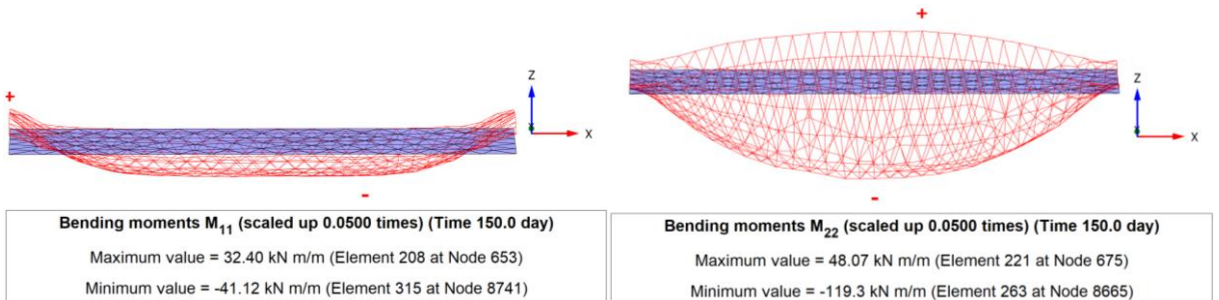 +
-
Z
X
Bending moments M11 (scaled up 0.0500 times) (Time 150.0 day)
Maximum value = 32.40 kN m/m (Element 208 at Node 653)
Minimum value = -41.12 kN m/m (Element 315 at Node 8741)
+
-
Z
X
Bending moments M22 (scaled up 0.0500 times) (Time 150.0 day)
Maximum value = 48.07 kN m/m (Element 221 at Node 675)
Minimum value = -119.3 kN m/m (Element 263 at Node 8665)